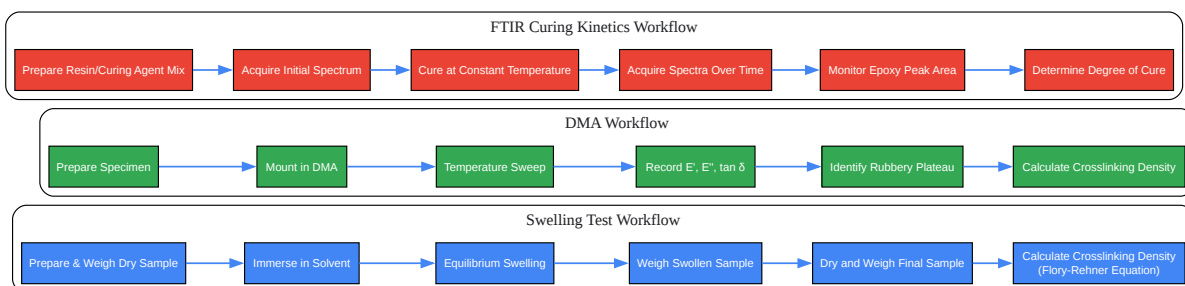 FTIR Curing Kinetics Workflow
Prepare Resin/Curing Agent Mix
Acquire Initial Spectrum
Cure at Constant Temperature
Acquire Spectra Over Time
Monitor Epoxy Peak Area
Determine Degree of Cure
DMA Workflow
Prepare Specimen
Mount in DMA
Temperature Sweep
Record E', E'', tan δ
Identify Rubbery Plateau
Calculate Crosslinking Density
Swelling Test Workflow
Prepare & Weigh Dry Sample
Immerse in Solvent
Equilibrium Swelling
Weigh Swollen Sample
Dry and Weigh Final Sample
Calculate Crosslinking Density
(Flory-Rehner Equation)